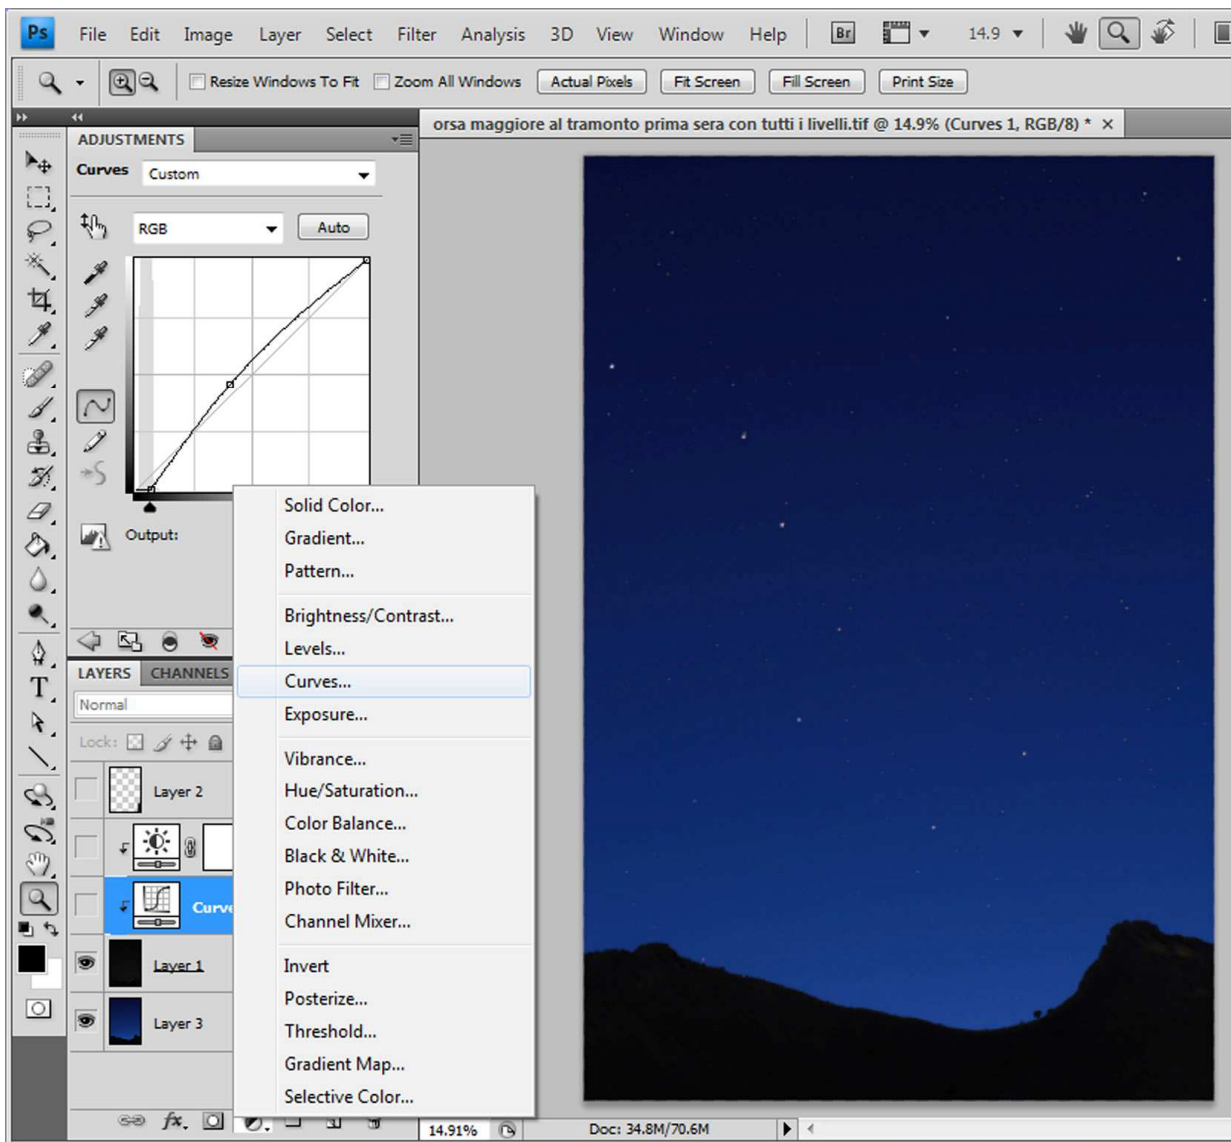 Ps File Edit Image Layer Select Filter Analysis 3D View Window Help Br 14.9
Resize Windows To Fit Zoom All Windows Actual Pixels Fit Screen Fill Screen Print Size
orsa maggiore al tramonto prima sera con tutti i livelli.tif @ 14.9% (Curves 1, RGB/8) * ×
ADJUSTMENTS
Curves Custom
RGB Auto
Output:
Solid Color...
Gradient...
Pattern...
Brightness/Contrast...
Levels...
Curves...
Exposure...
Vibrance...
Hue/Saturation...
Color Balance...
Black & White...
Photo Filter...
Channel Mixer...
Invert
Posterize...
Threshold...
Gradient Map...
Selective Color...
LAYERS CHANNELS
Normal
Lock:
Layer 2
Curve
Layer 1
Layer 3
fx.
T
14.91% Doc: 34.8M/70.6M